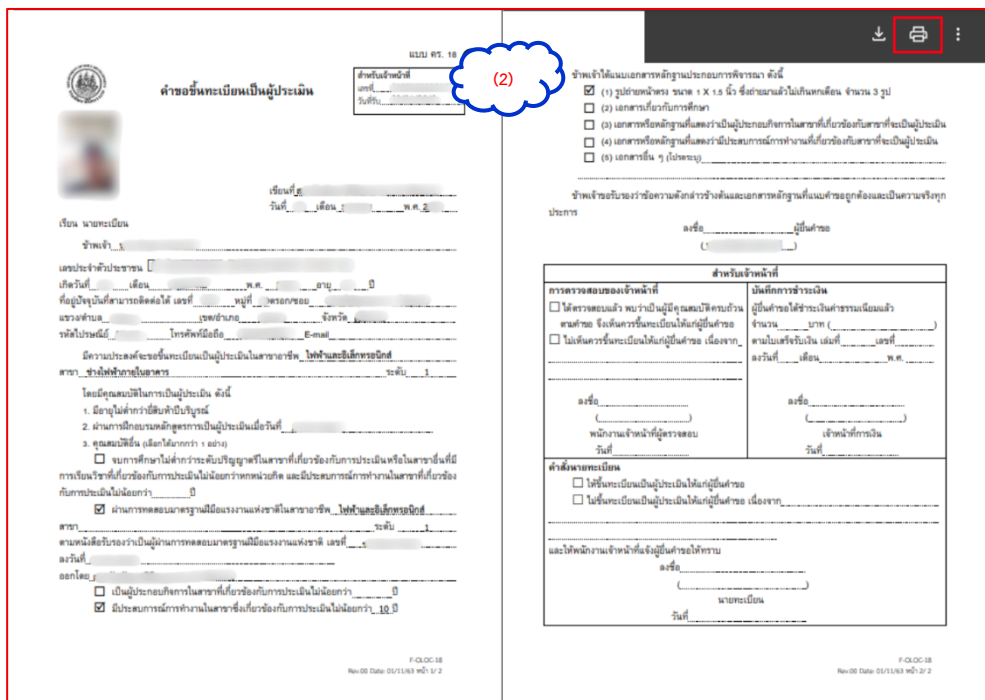 แบบ คร. 18
คำขอขึ้นทะเบียนเป็นผู้ประเมิน
สำหรับเจ้าหน้าที่
เลขที่
วันที่รับ
เขียนที่
วันที่ เดือน พ.ศ. 2
เรียน นายทะเบียน
ข้าพเจ้า
เลขประจำตัวประชาชน
เกิดวันที่ เดือน พ.ศ. อายุ ปี
ที่อยู่ปัจจุบันที่สามารถติดต่อได้ เลขที่ หมู่ที่ ตรอก/ซอย
แขวง/ตำบล เขต/อำเภอ จังหวัด
รหัสไปรษณีย์ โทรศัพท์มือถือ E-mail
มีความประสงค์จะขอขึ้นทะเบียนเป็นผู้ประเมินในสาขาอาชีพ ไฟฟ้าและอิเล็กทรอนิกส์
สาขา ช่างไฟฟ้าภายในอาคาร ระดับ 1
โดยมีคุณสมบัติในการเป็นผู้ประเมิน ดังนี้
1. มีอายุไม่ต่ำกว่ายี่สิบห้าปีบริบูรณ์
2. ผ่านการฝึกอบรมหลักสูตรการเป็นผู้ประเมินเมื่อวันที่
3. คุณสมบัติอื่น (เลือกได้มากกว่า 1 อย่าง)
☐ จบการศึกษาไม่ต่ำกว่าระดับปริญญาตรีในสาขาที่เกี่ยวข้องกับการประเมินหรือในสาขาอื่นที่มี
การเรียนวิชาที่เกี่ยวข้องกับการประเมินไม่น้อยกว่าหกหน่วยกิต และมีประสบการณ์การทำงานในสาขาที่เกี่ยวข้อง
กับการประเมินไม่น้อยกว่า ปี
☑ ผ่านการทดสอบมาตรฐานฝีมือแรงงานแห่งชาติในสาขาอาชีพ ไฟฟ้าและอิเล็กทรอนิกส์
สาขา ระดับ 1
ตามหนังสือรับรองว่าเป็นผู้ผ่านการทดสอบมาตรฐานฝีมือแรงงานแห่งชาติ เลขที่
ลงวันที่
ออกโดย
☐ เป็นผู้ประกอบกิจการในสาขาที่เกี่ยวข้องกับการประเมินไม่น้อยกว่า ปี
☑ มีประสบการณ์การทำงานในสาขาซึ่งเกี่ยวข้องกับการประเมินไม่น้อยกว่า 10 ปี
F-OLOC-18
Rev.00 Date: 01/11/63 หน้า 1/ 2
(2)
ข้าพเจ้าได้แนบเอกสารหลักฐานประกอบการพิจารณา ดังนี้
☑ (1) รูปถ่ายหน้าตรง ขนาด 1 X 1.5 นิ้ว ซึ่งถ่ายมาแล้วไม่เกินหกเดือน จำนวน 3 รูป
☐ (2) เอกสารเกี่ยวกับการศึกษา
☐ (3) เอกสารหรือหลักฐานที่แสดงว่าเป็นผู้ประกอบกิจการในสาขาที่เกี่ยวข้องกับสาขาที่จะเป็นผู้ประเมิน
☐ (4) เอกสารหรือหลักฐานที่แสดงว่ามีประสบการณ์การทำงานที่เกี่ยวข้องกับสาขาที่จะเป็นผู้ประเมิน
☐ (5) เอกสารอื่น ๆ (โปรดระบุ)
ข้าพเจ้าขอรับรองว่าข้อความดังกล่าวข้างต้นและเอกสารหลักฐานที่แนบคำขอถูกต้องและเป็นความจริงทุก
ประการ
ลงชื่อ ผู้ยื่นคำขอ
( )
สำหรับเจ้าหน้าที่
การตรวจสอบของเจ้าหน้าที่
☐ ได้ตรวจสอบแล้ว พบว่าเป็นผู้มีคุณสมบัติครบถ้วน
ตามคำขอ จึงเห็นควรขึ้นทะเบียนให้แก่ผู้ยื่นคำขอ
☐ ไม่เห็นควรขึ้นทะเบียนให้แก่ผู้ยื่นคำขอ เนื่องจาก
ลงชื่อ
( )
พนักงานเจ้าหน้าที่ผู้ตรวจสอบ
วันที่
บันทึกการชำระเงิน
ผู้ยื่นคำขอได้ชำระเงินค่าธรรมเนียมแล้ว
จำนวน บาท ( )
ตามใบเสร็จรับเงิน เล่มที่ เลขที่
ลงวันที่ เดือน พ.ศ.
ลงชื่อ
( )
เจ้าหน้าที่การเงิน
วันที่
คำสั่งนายทะเบียน
☐ ให้ขึ้นทะเบียนเป็นผู้ประเมินให้แก่ผู้ยื่นคำขอ
☐ ไม่ขึ้นทะเบียนเป็นผู้ประเมินให้แก่ผู้ยื่นคำขอ เนื่องจาก
และให้พนักงานเจ้าหน้าที่แจ้งผู้ยื่นคำขอให้ทราบ
ลงชื่อ
( )
นายทะเบียน
วันที่
F-OLOC-18
Rev.00 Date: 01/11/63 หน้า 2/ 2